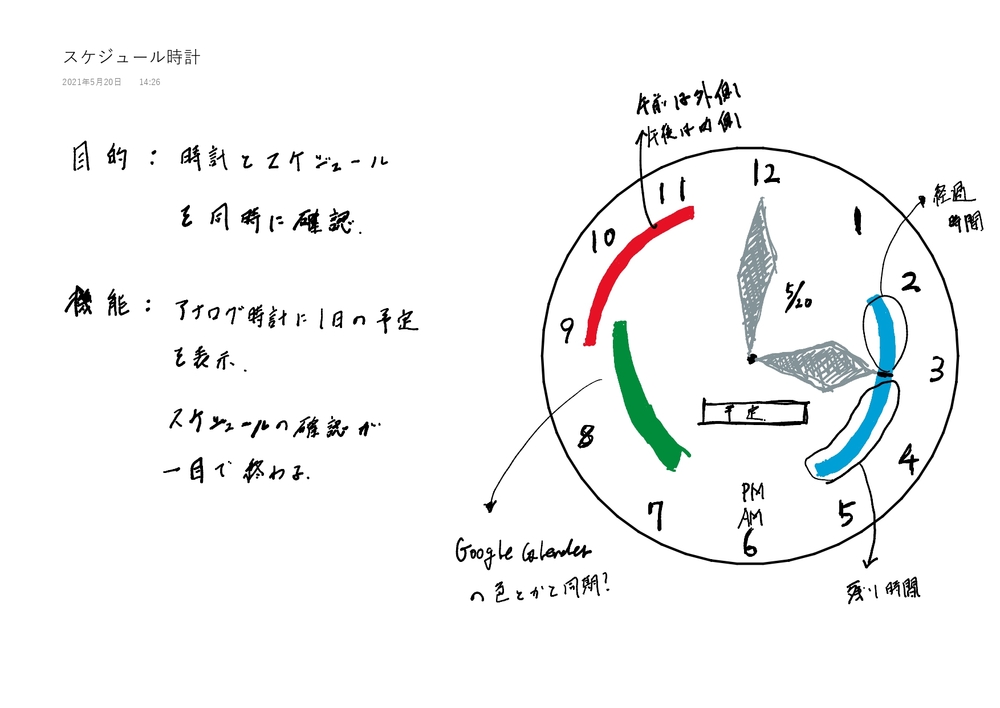 スケジュール時計
2021年5月20日 14:26
目的：時計とスケジュール
を同時に確認.
機能：アナログ時計に1日の予定
を表示.
スケジュールの確認が
一目で終わる.
午前は外側
午後は内側
12
11
1
10
2
9
3
8
4
7
5
6
5/20
予定
PM
AM
経過
時間
残り時間
Google Calender
の色とかと同期?